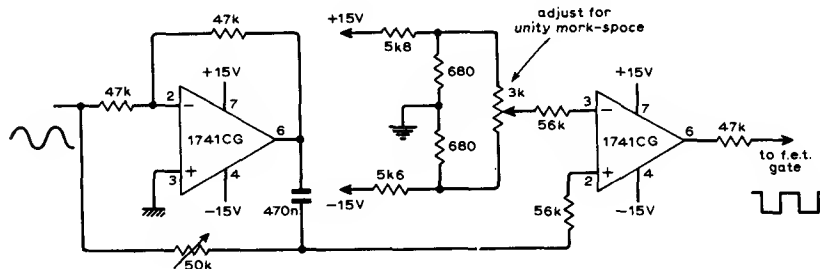 47k
47k
+15V
2
−
7
1741CG
6
3
+
4
−15V
470n
50k
+15V
5k8
680
680
−15V
5k6
adjust for
unity mork-space
3k
56k
56k
+15V
3
−
7
1741CG
6
+
2
4
−15V
47k
to f.e.t.
gate